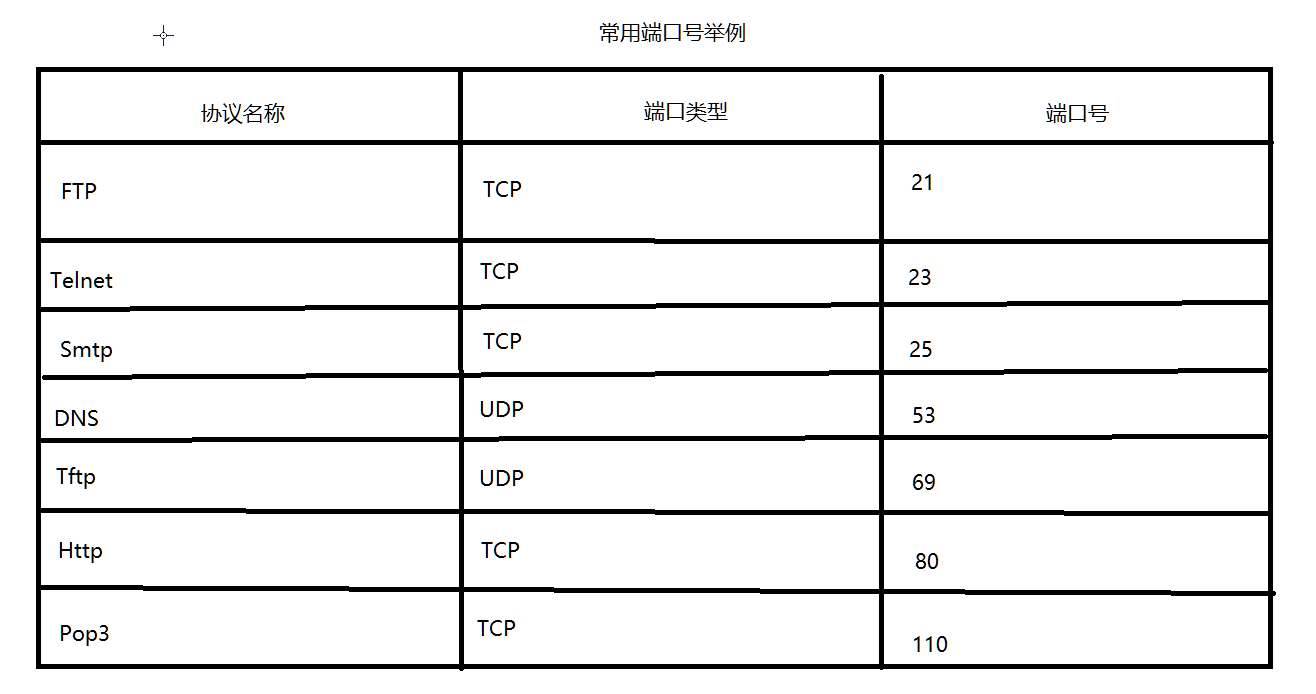 常用端口号举例
协议名称 端口类型 端口号
FTP TCP 21
Telnet TCP 23
Smtp TCP 25
DNS UDP 53
Tftp UDP 69
Http TCP 80
Pop3 TCP 110